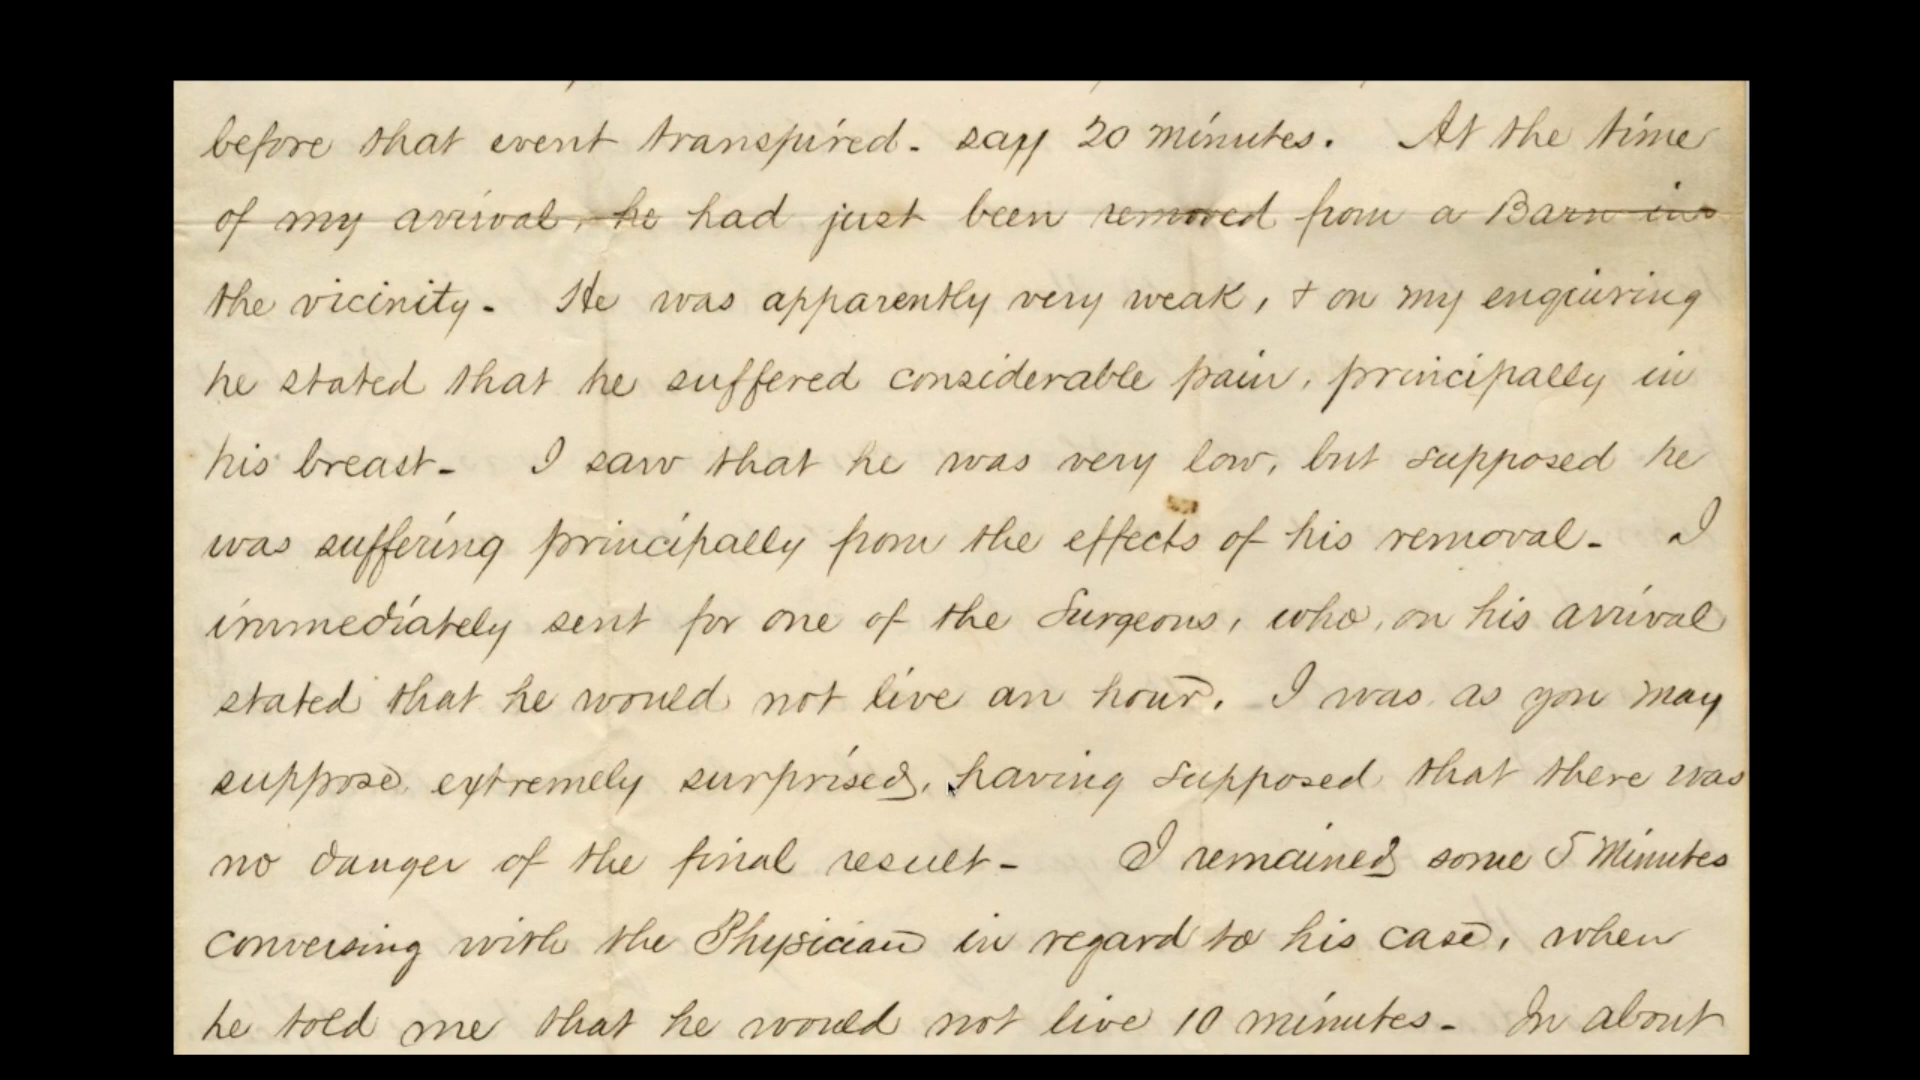 before that event transpired - say 20 minutes. At the time
of my arival, he had just been removed from a Barn in
the vicinity - He was apparently very weak, & on my enquiring
he stated that he suffered considerable pain, principally in
his breast - I saw that he was very low, but supposed he
was suffering principally from the effects of his removal - I
immediately sent for one of the Surgeons, who, on his arival
stated that he would not live an hour. I was, as you may
suppose, extremely surprised, having supposed that there was
no danger of the final result - I remained some 5 Minutes
conversing with the Physician in regard to his case, when
he told me that he would not live 10 minutes - In about